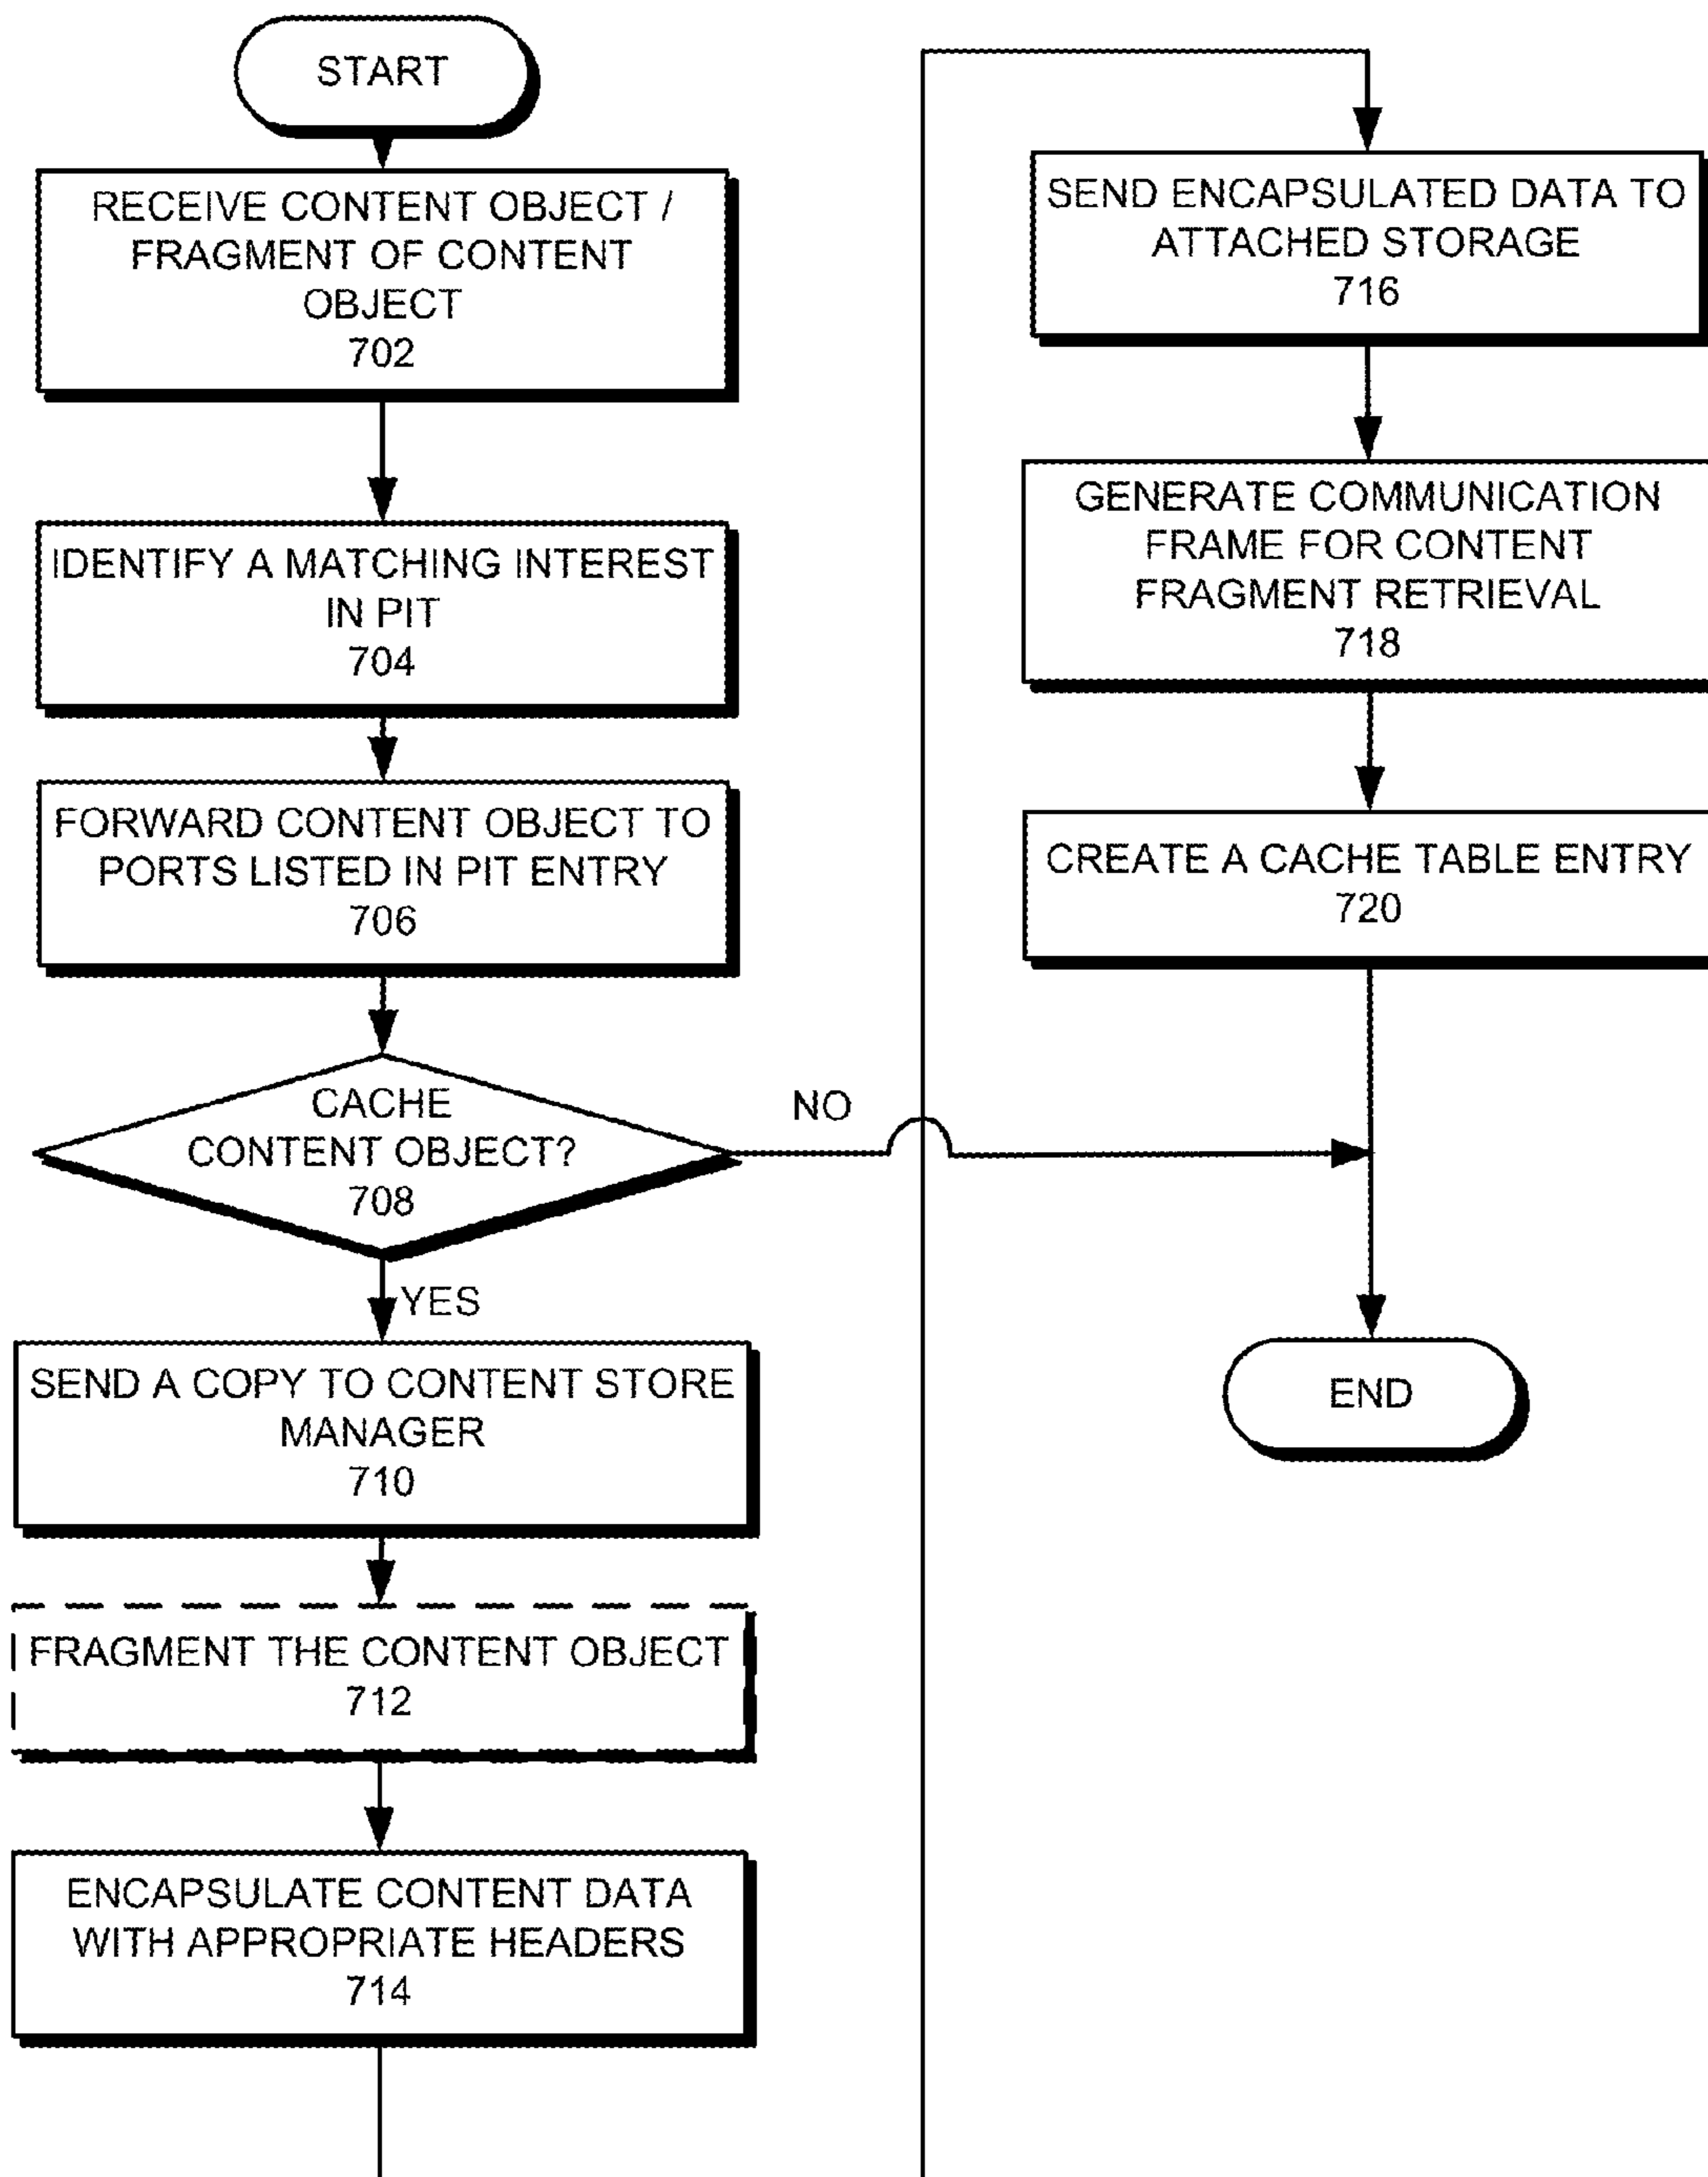 START
RECEIVE CONTENT OBJECT /
FRAGMENT OF CONTENT
OBJECT
702
IDENTIFY A MATCHING INTEREST
IN PIT
704
FORWARD CONTENT OBJECT TO
PORTS LISTED IN PIT ENTRY
706
CACHE
CONTENT OBJECT?
708
NO
YES
SEND A COPY TO CONTENT STORE
MANAGER
710
FRAGMENT THE CONTENT OBJECT
712
ENCAPSULATE CONTENT DATA
WITH APPROPRIATE HEADERS
714
SEND ENCAPSULATED DATA TO
ATTACHED STORAGE
716
GENERATE COMMUNICATION
FRAME FOR CONTENT
FRAGMENT RETRIEVAL
718
CREATE A CACHE TABLE ENTRY
720
END